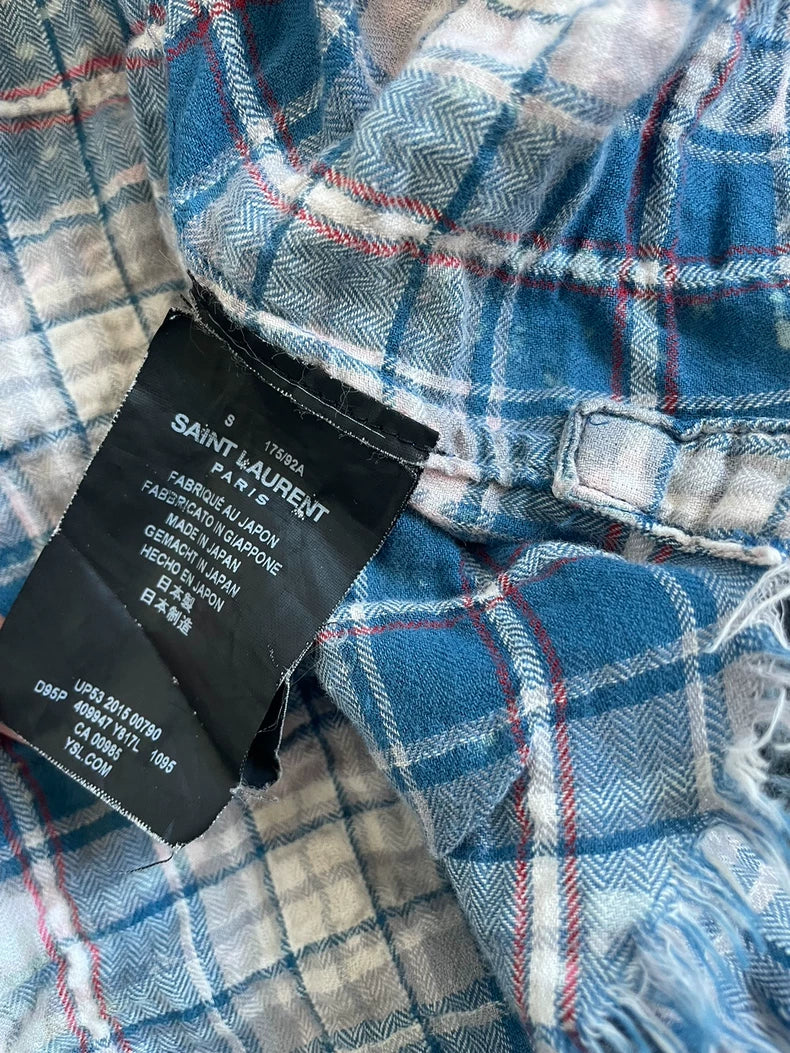 S 175/92A
SAINT LAURENT
PARIS
FABRIQUÉ AU JAPON
FABBRICATO IN GIAPPONE
MADE IN JAPAN
GEMACHT IN JAPAN
HECHO EN JAPON
日本製
日本制造
UP53 2015 00790
D95P 409947 Y817L 1095
CA 00985
YSL.COM